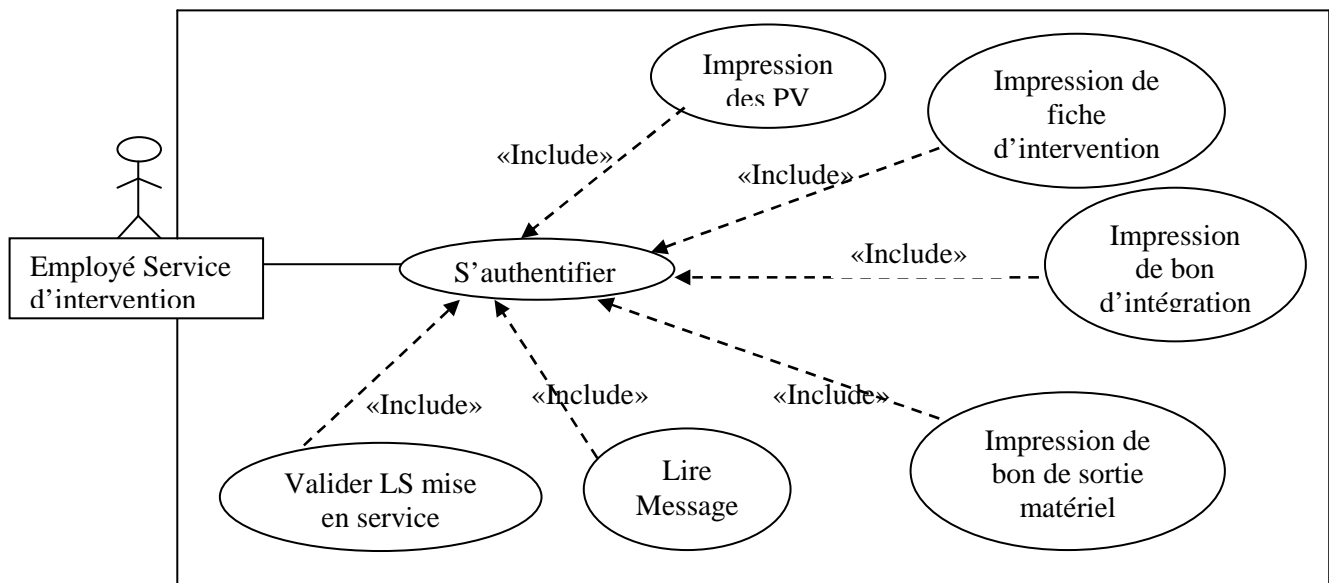 Impression
des PV
Impression de
fiche
d’intervention
«Include»
«Include»
Employé Service
d’intervention
S’authentifier
«Include»
Impression
de bon
d’intégration
«Include»
«Include»
«Include»
Valider LS mise
en service
Lire
Message
Impression de
bon de sortie
matériel